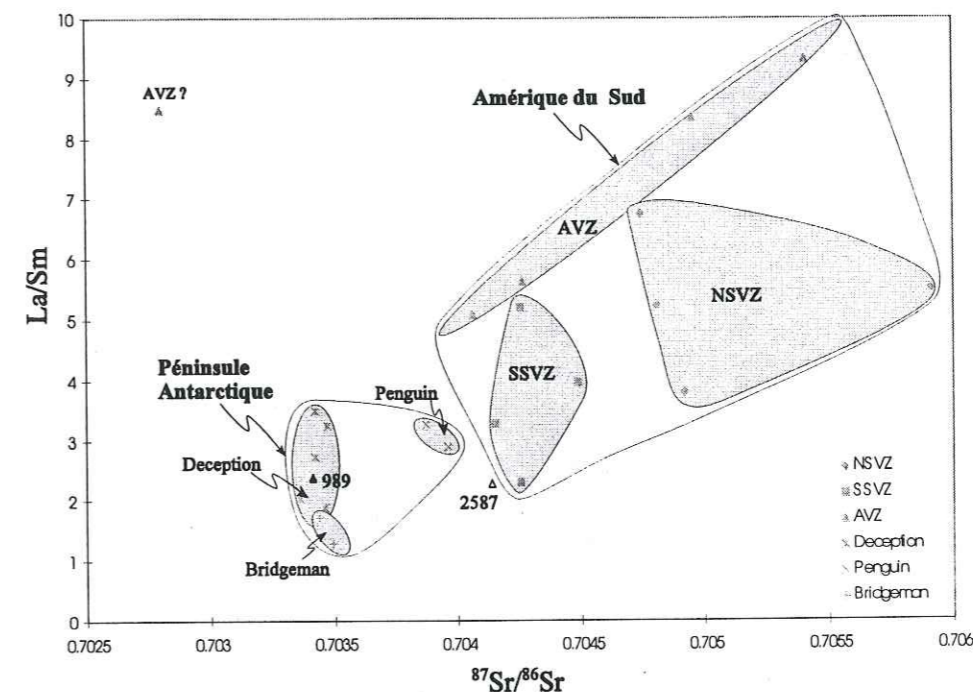 10
9
8
7
6
5
4
3
2
1
0
La/Sm
AVZ ?
Amérique du Sud
AVZ
NSVZ
SSVZ
Péninsule
Antarctique
Penguin
Deception
989
2587
Bridgeman
NSVZ
SSVZ
AVZ
Deception
Penguin
Bridgeman
0.7025
0.703
0.7035
0.704
0.7045
0.705
0.7055
0.706
⁸⁷Sr/⁸⁶Sr